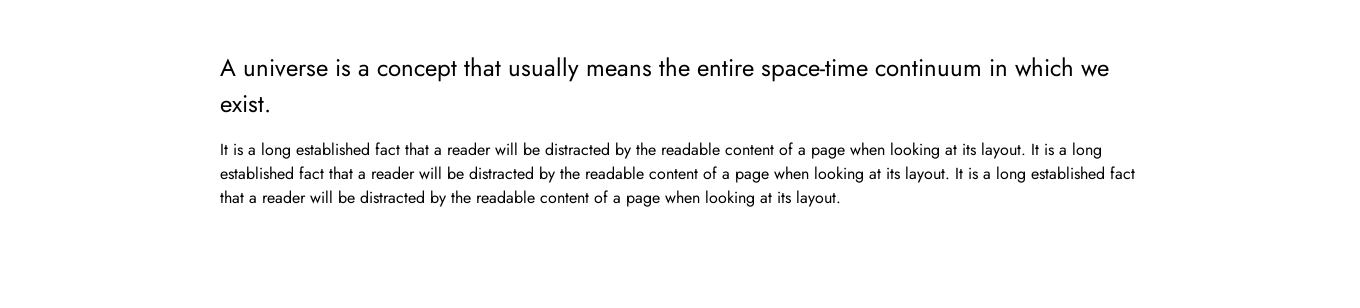 A universe is a concept that usually means the entire space-time continuum in which we
exist.
It is a long established fact that a reader will be distracted by the readable content of a page when looking at its layout. It is a long
established fact that a reader will be distracted by the readable content of a page when looking at its layout. It is a long established fact
that a reader will be distracted by the readable content of a page when looking at its layout.